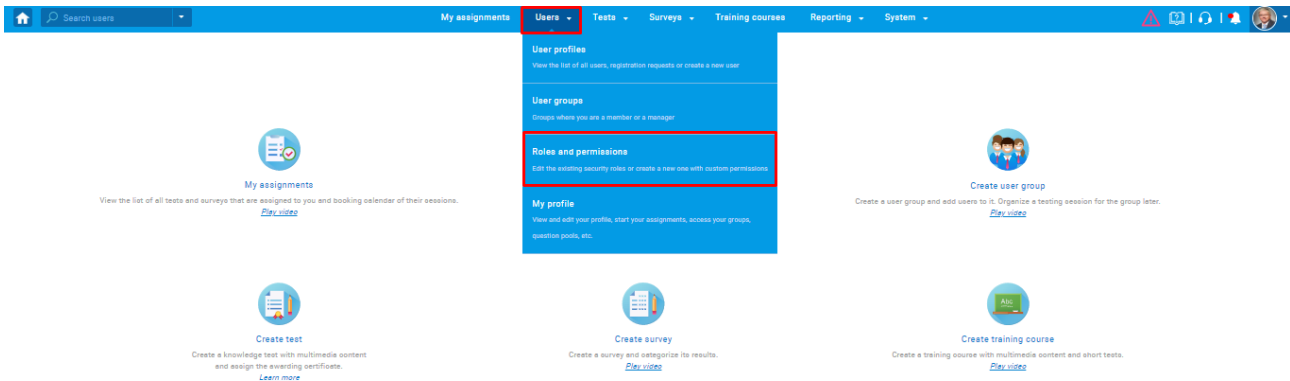 Search users
My assignments
Users
Tests
Surveys
Training courses
Reporting
System
User profiles
View the list of all users, registration requests or create a new user
User groups
Groups where you are a member or a manager
Roles and permissions
Edit the existing security roles or create a new one with custom permissions
My profile
View and edit your profile, start your assignments, access your groups,
question pools, etc.
My assignments
View the list of all tests and surveys that are assigned to you and booking calendar of their sessions.
Play video
Create user group
Create a user group and add users to it. Organize a testing session for the group later.
Play video
Create test
Create a knowledge test with multimedia content
and assign the awarding certificate.
Learn more
Create survey
Create a survey and categorize its results.
Play video
Abc
Create training course
Create a training course with multimedia content and short tests.
Play video